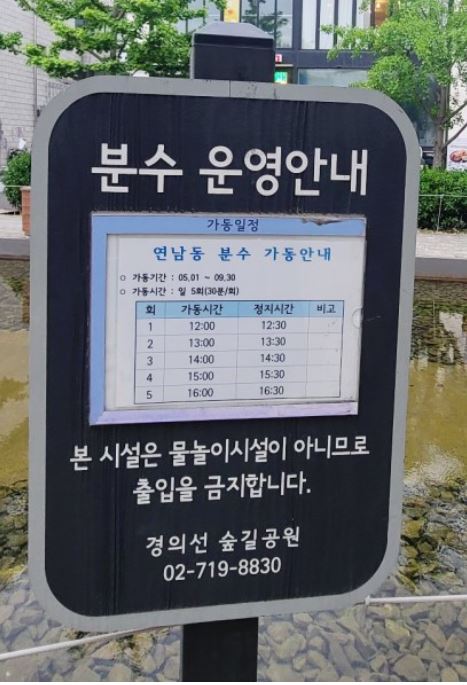 분수 운영안내
가동일정
연남동 분수 가동안내
○ 가동기간 : 05.01 ~ 09.30
○ 가동시간 : 일 5회(30분/회)
회 가동시간 정지시간 비고
1 12:00 12:30
2 13:00 13:30
3 14:00 14:30
4 15:00 15:30
5 16:00 16:30
본 시설은 물놀이시설이 아니므로
출입을 금지합니다.
경의선 숲길공원
02-719-8830